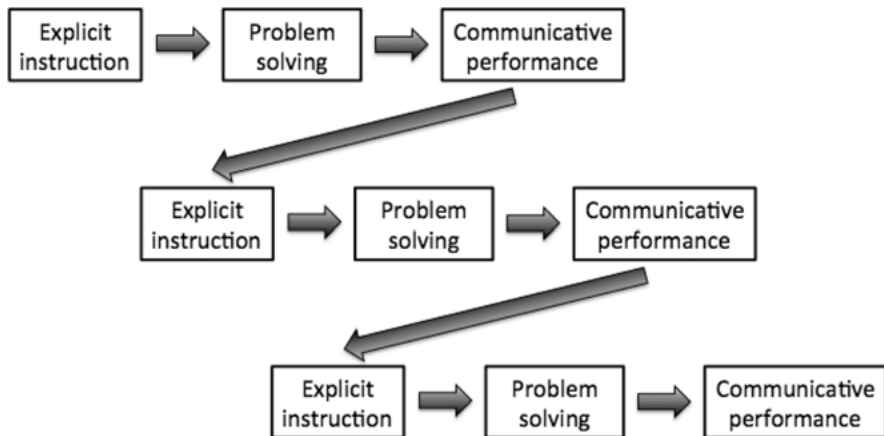 Explicit
instruction
Problem
solving
Communicative
performance
Explicit
instruction
Problem
solving
Communicative
performance
Explicit
instruction
Problem
solving
Communicative
performance